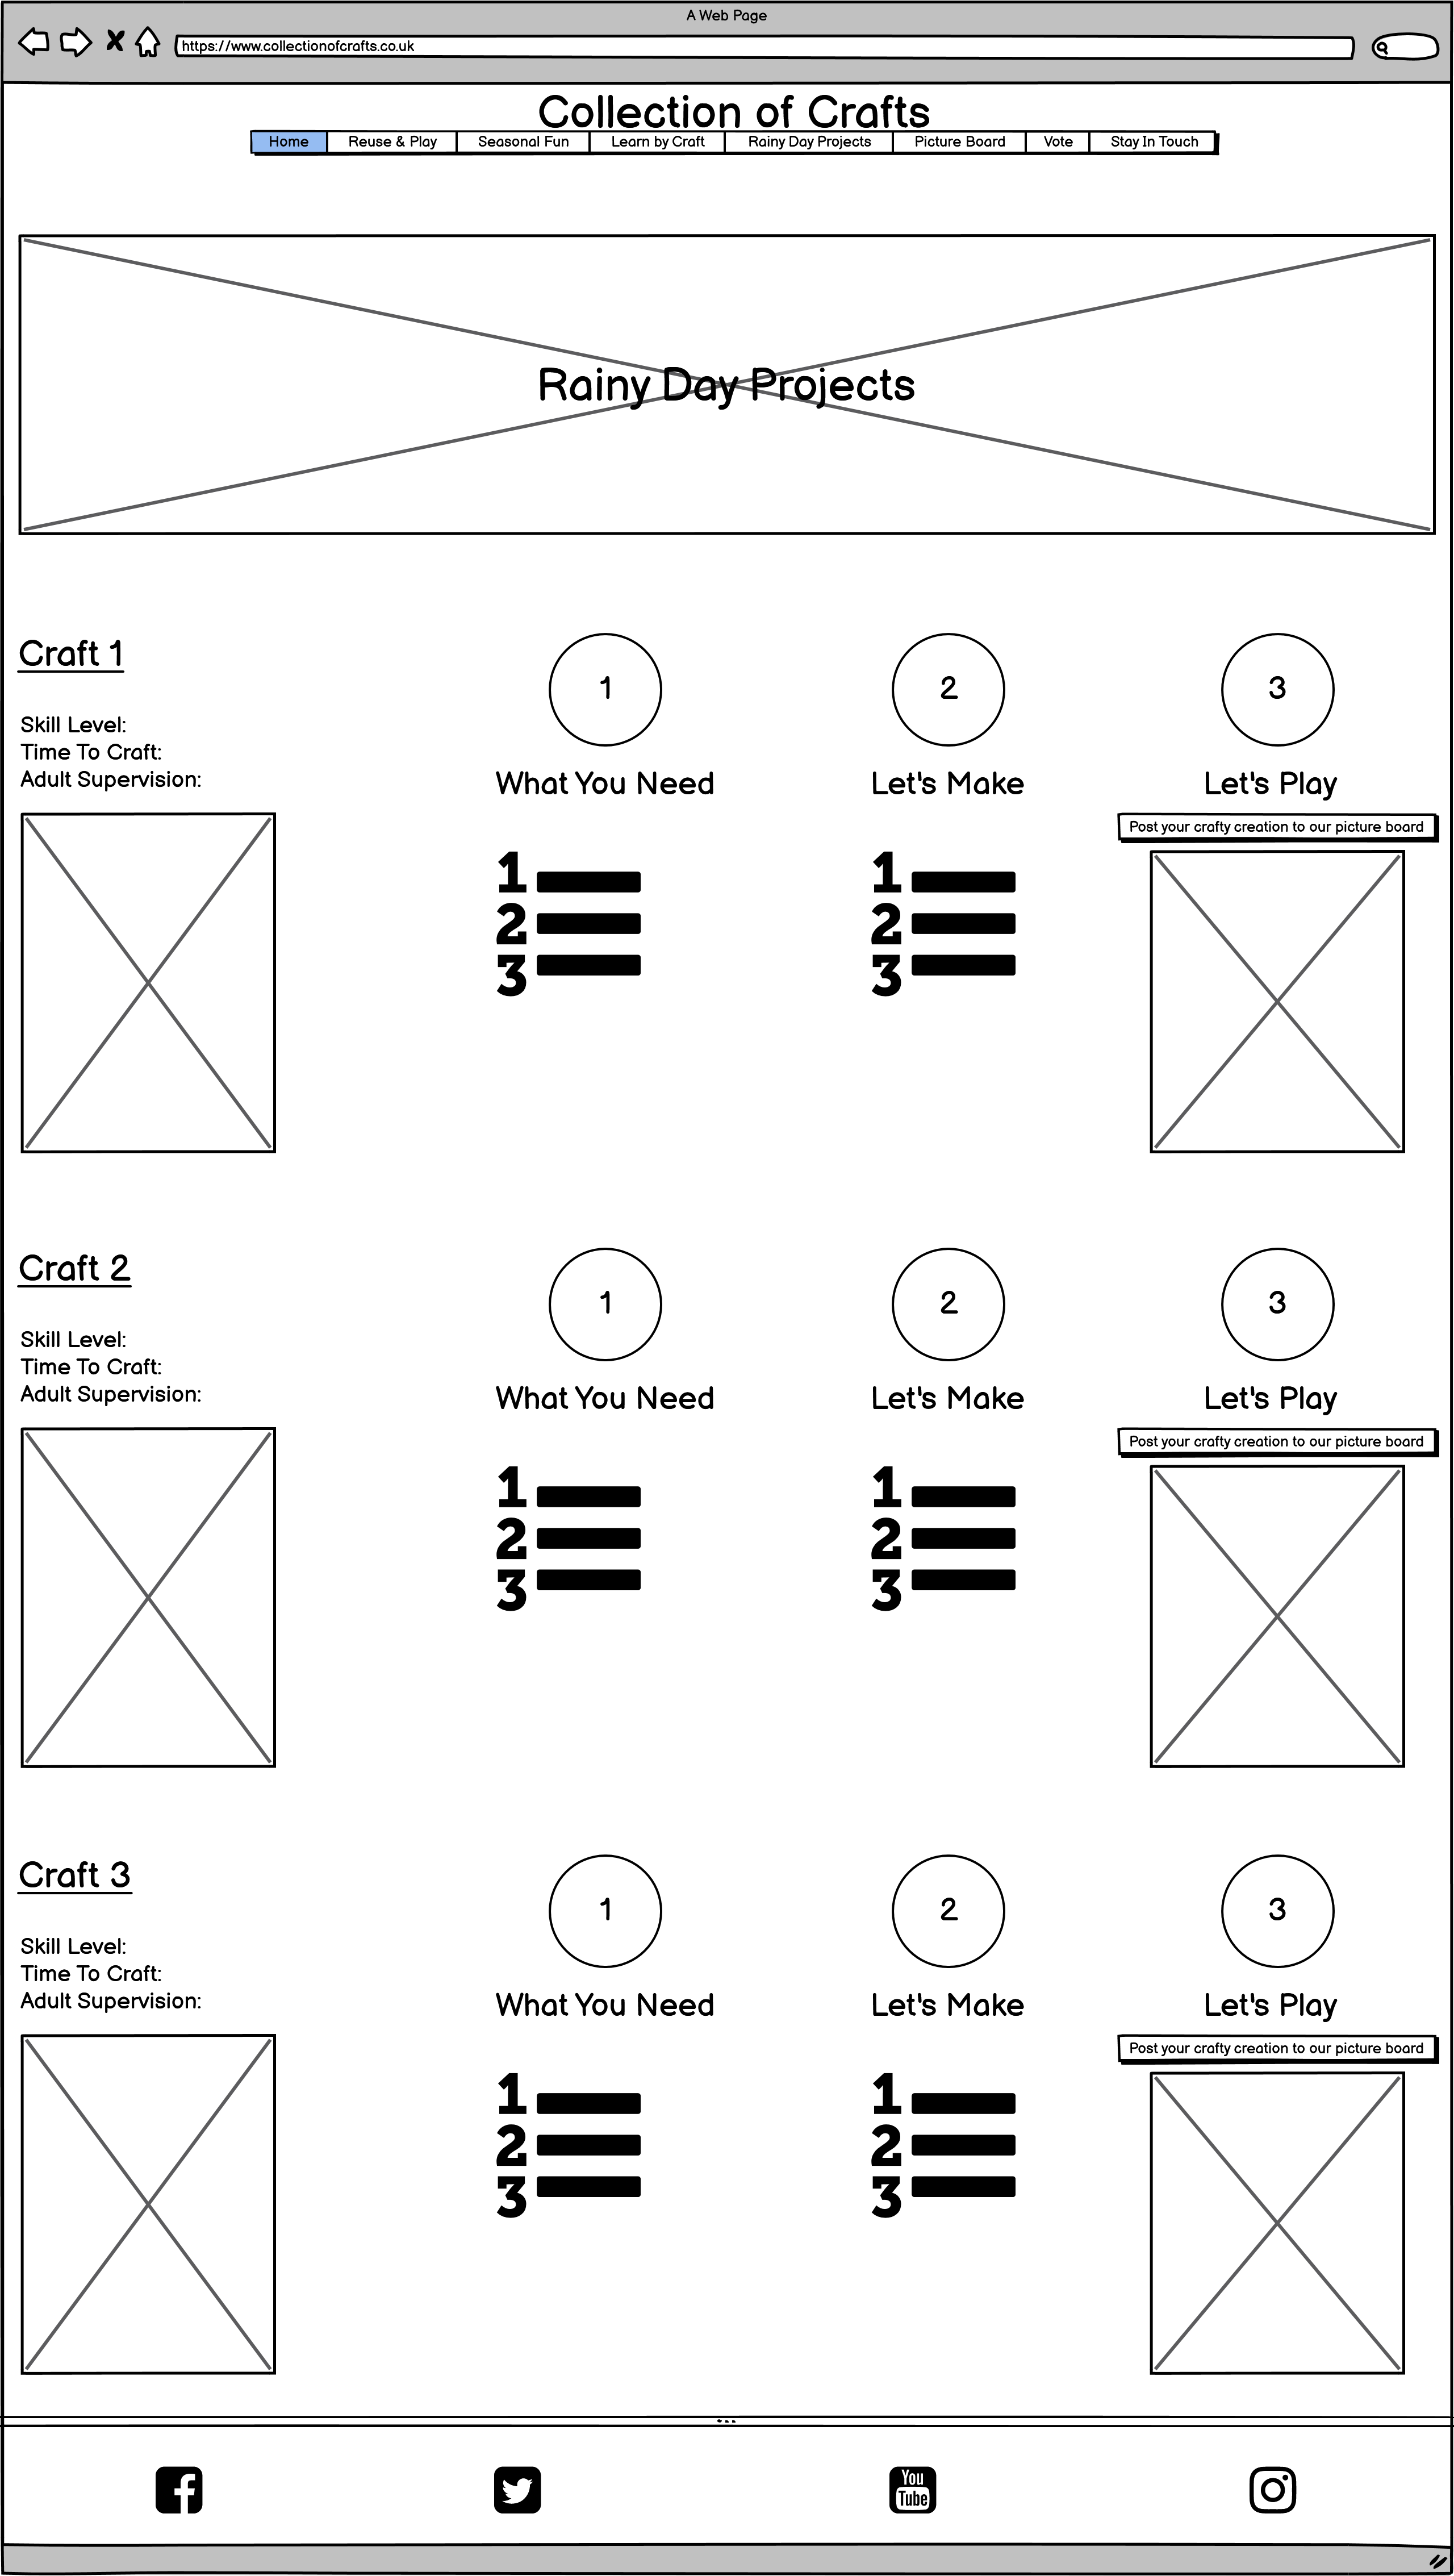 A Web Page
https://www.collectionofcrafts.co.uk
Collection of Crafts
Home Reuse & Play Seasonal Fun Learn by Craft Rainy Day Projects Picture Board Vote Stay In Touch
Rainy Day Projects
Craft 1
Skill Level:
Time To Craft:
Adult Supervision:
1
What You Need
1
2
3
2
Let's Make
1
2
3
3
Let's Play
Post your crafty creation to our picture board
Craft 2
Skill Level:
Time To Craft:
Adult Supervision:
1
What You Need
1
2
3
2
Let's Make
1
2
3
3
Let's Play
Post your crafty creation to our picture board
Craft 3
Skill Level:
Time To Craft:
Adult Supervision:
1
What You Need
1
2
3
2
Let's Make
1
2
3
3
Let's Play
Post your crafty creation to our picture board
You
Tube